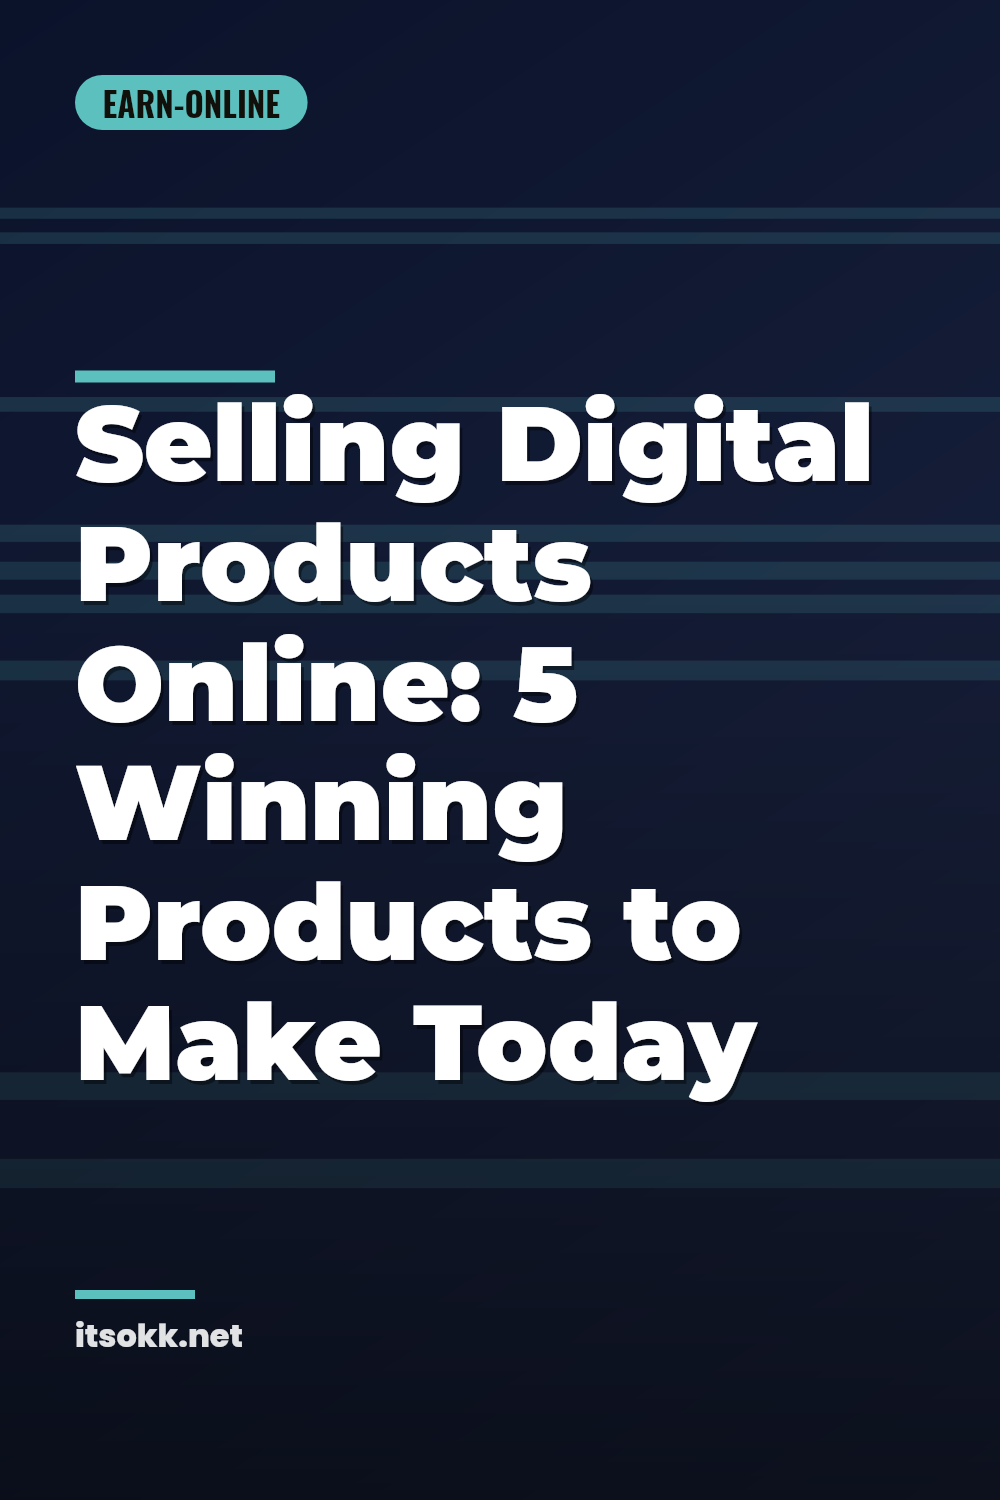 EARN-ONLINE
Selling Digital
Products
Online: 5
Winning
Products to
Make Today
itsokk.net